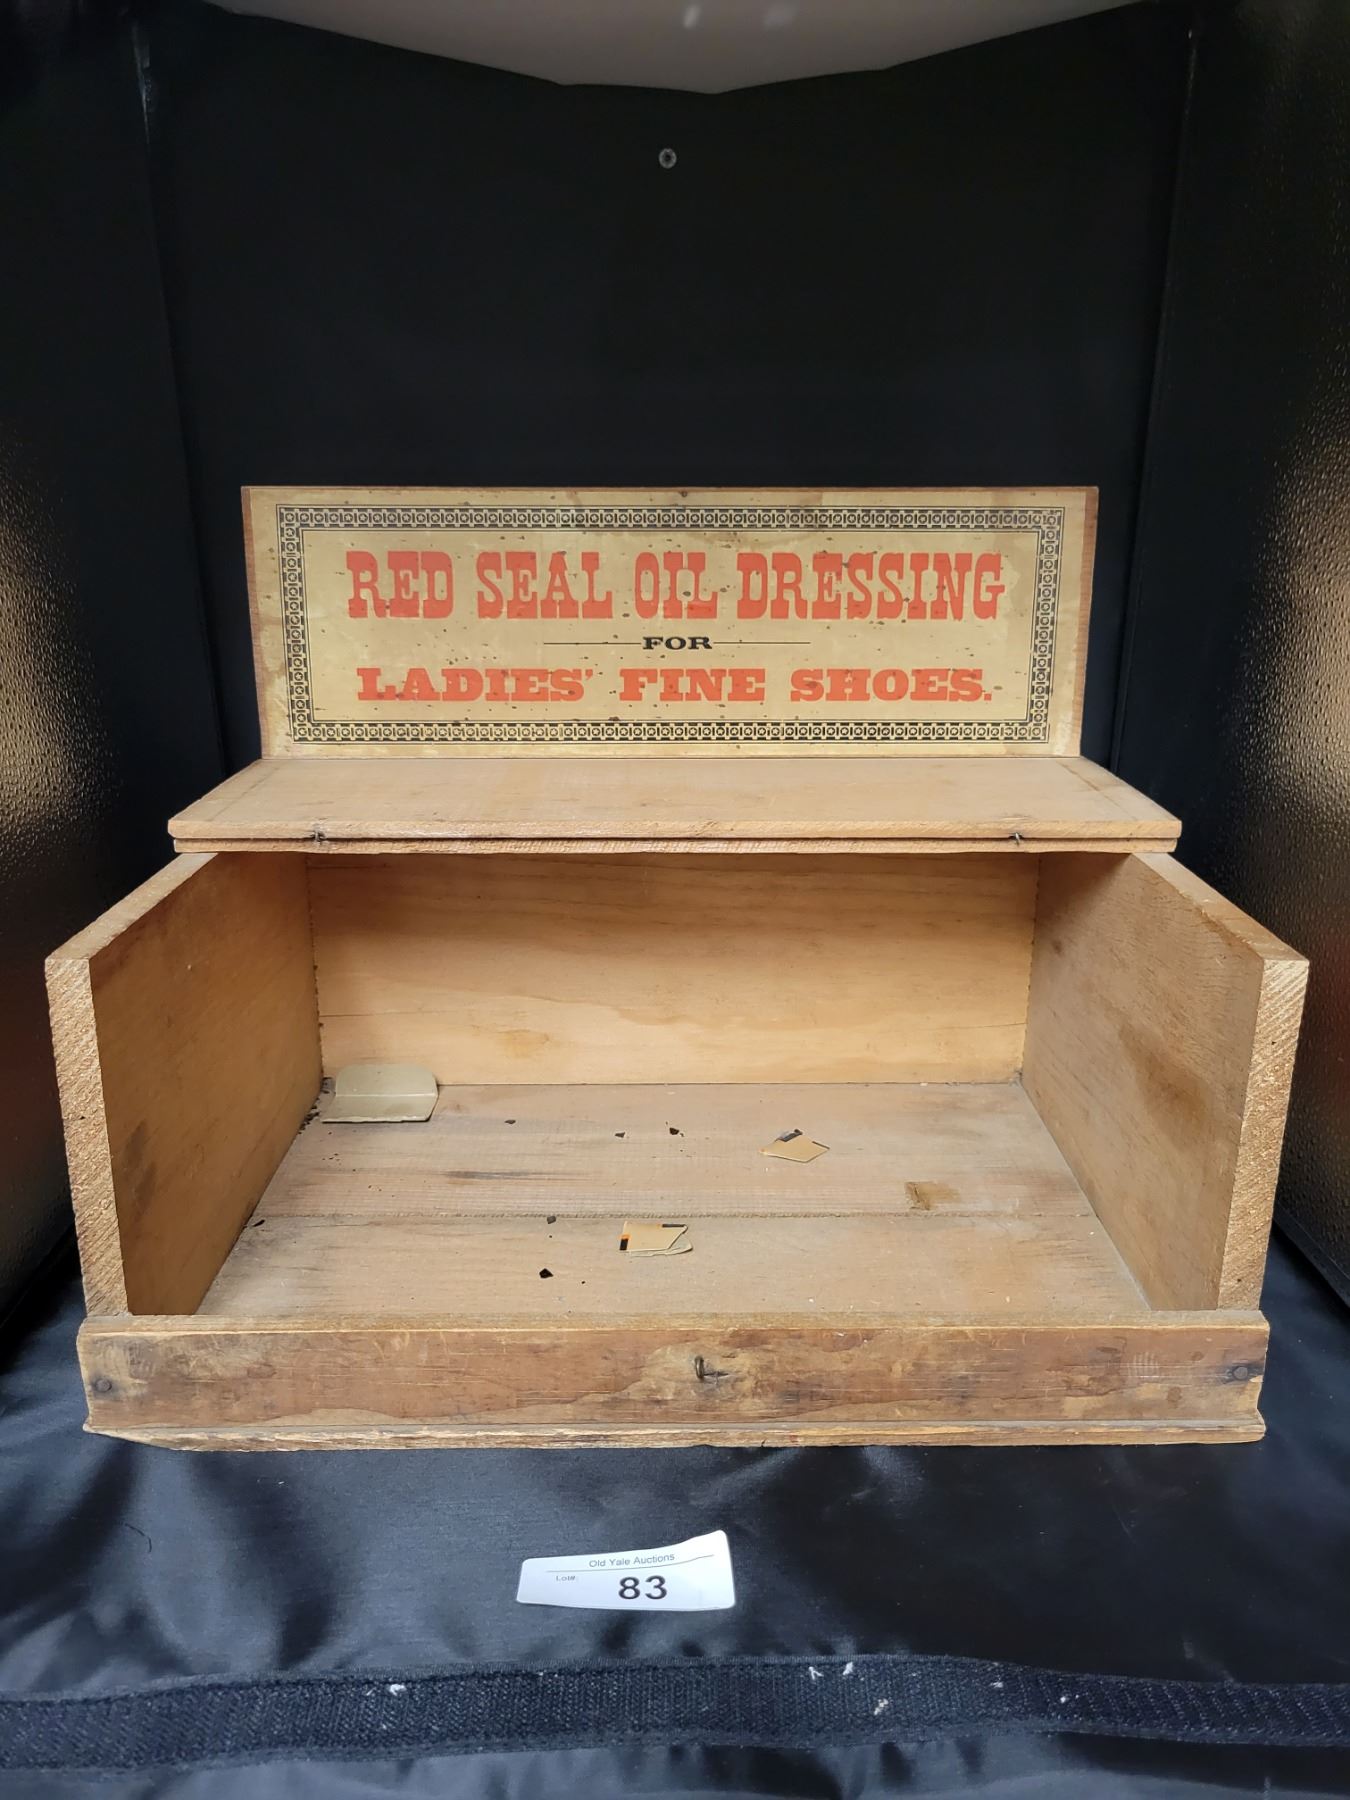 RED SEAL OIL DRESSING
FOR
LADIES' FINE SHOES.
Old Yale Auctions
Lot#: 83